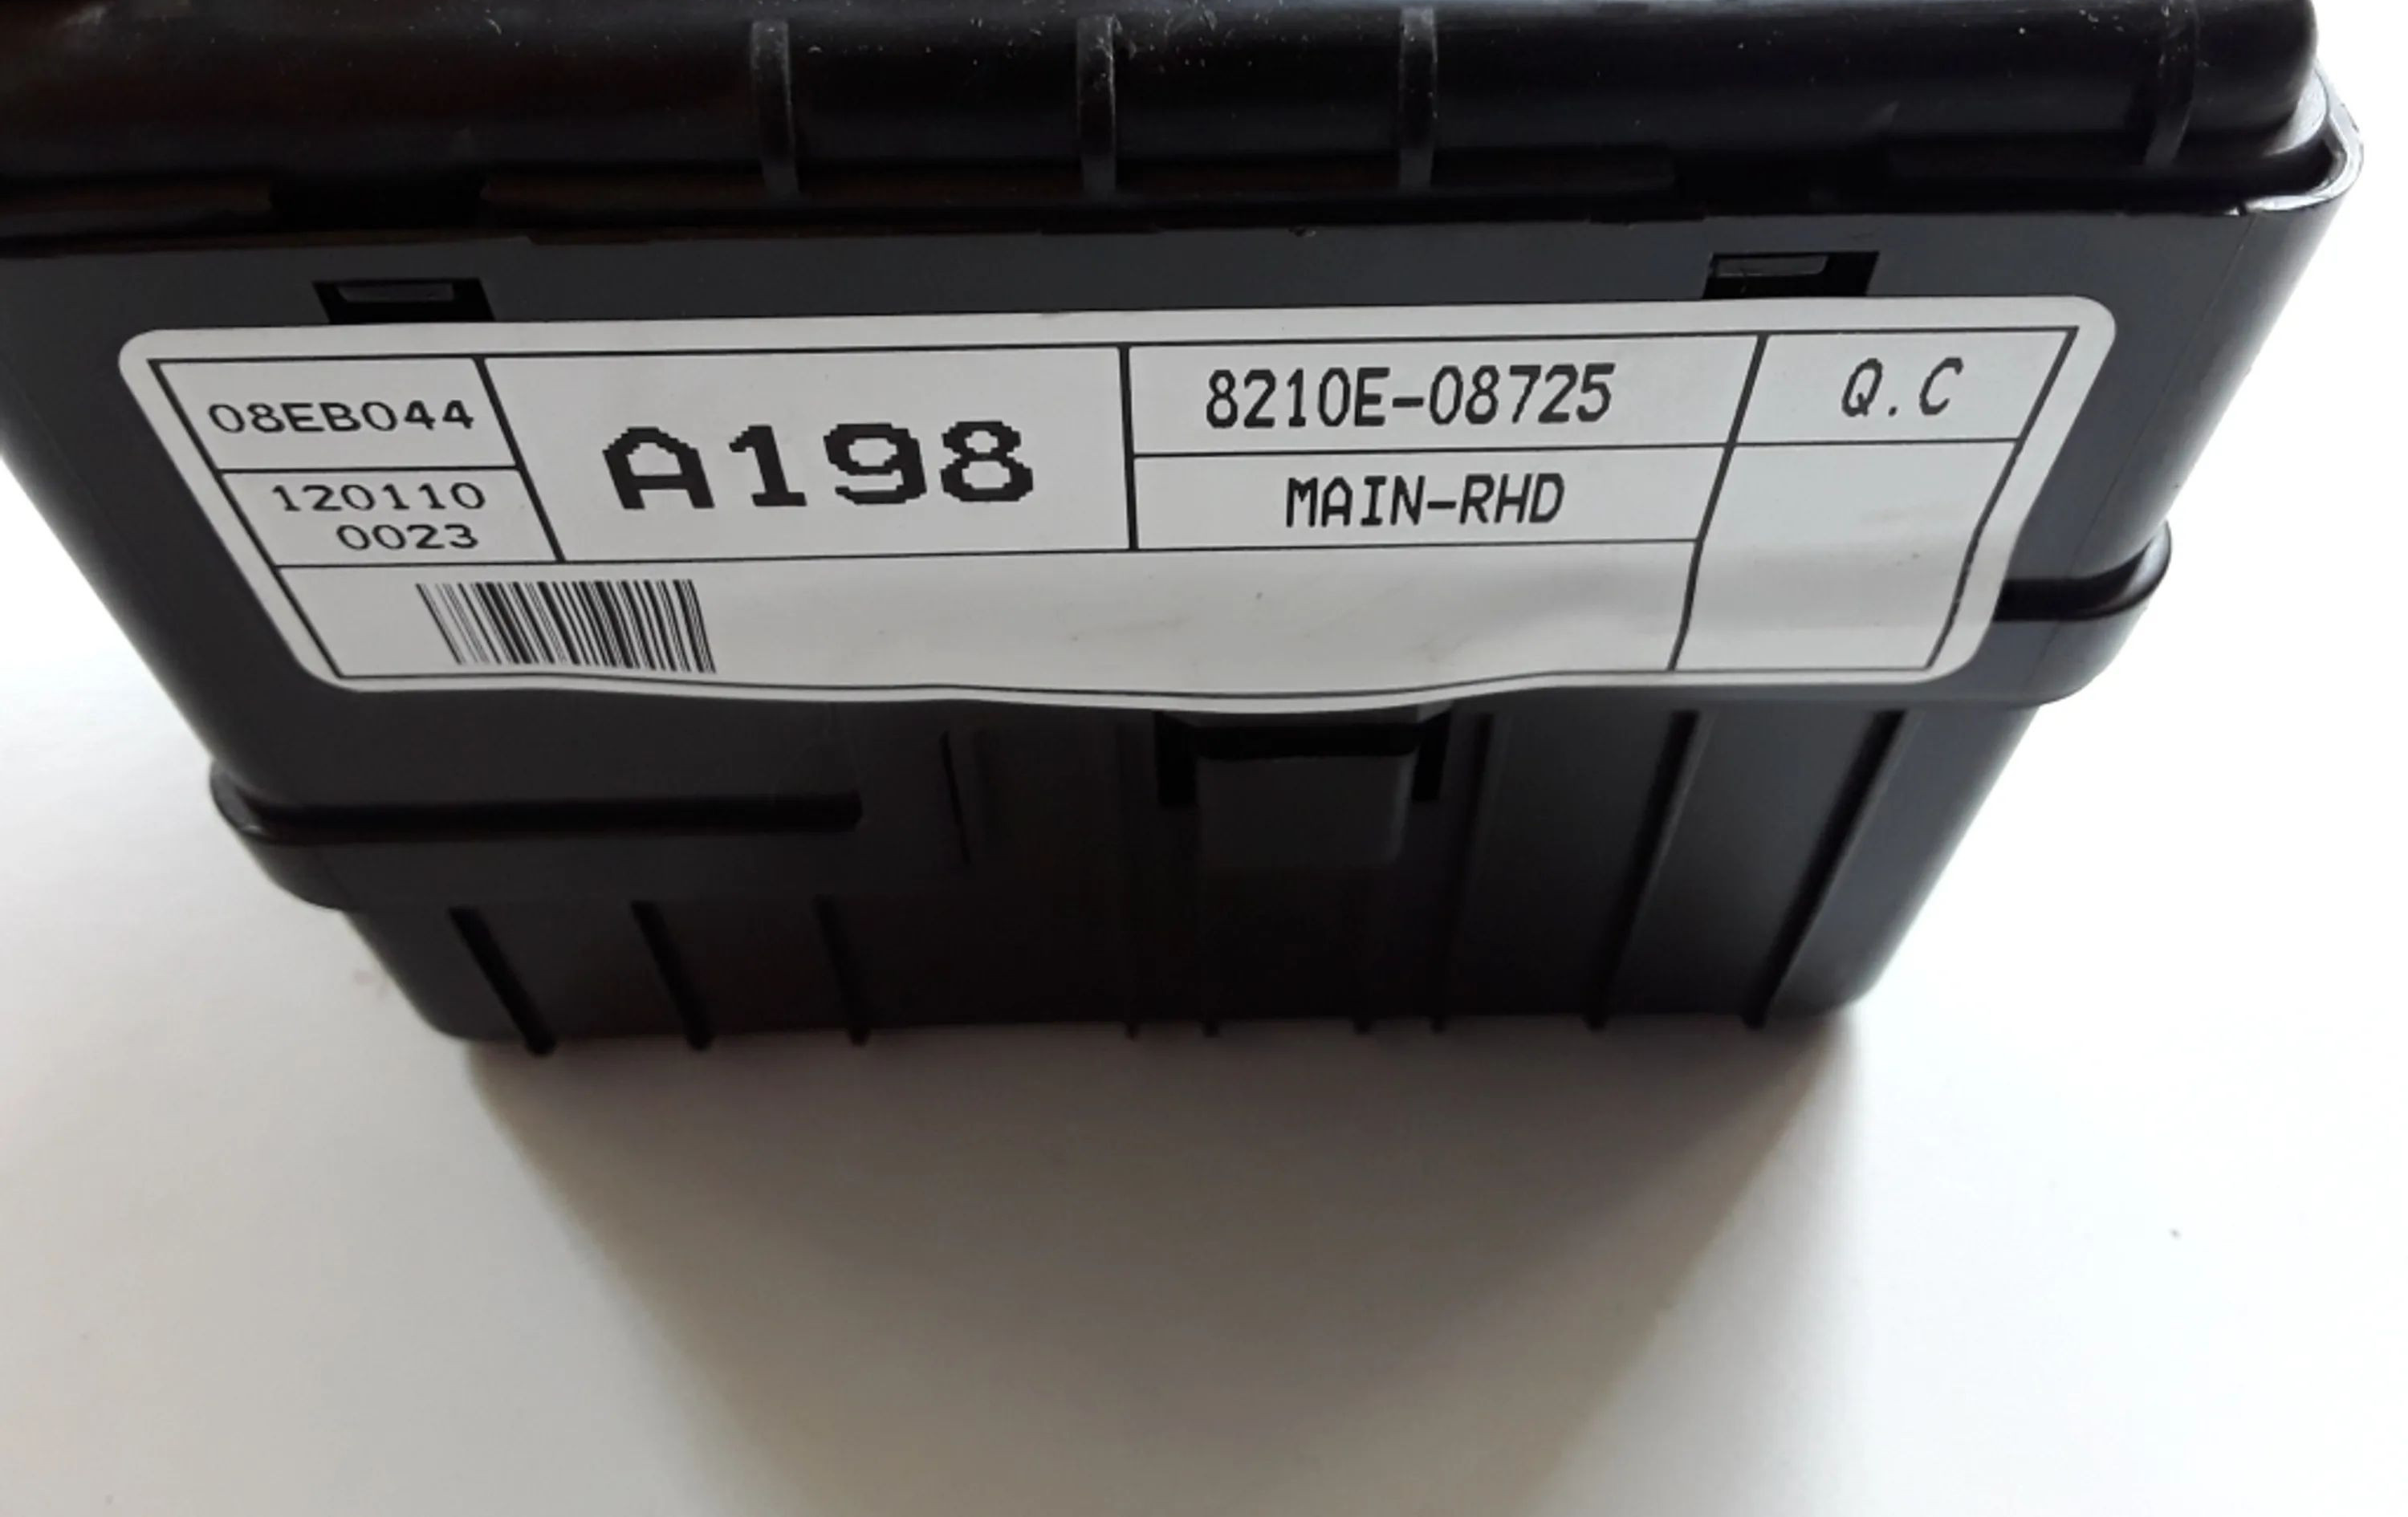 08EB044
120110
0023
A198
8210E-08725
MAIN-RHD
Q.C